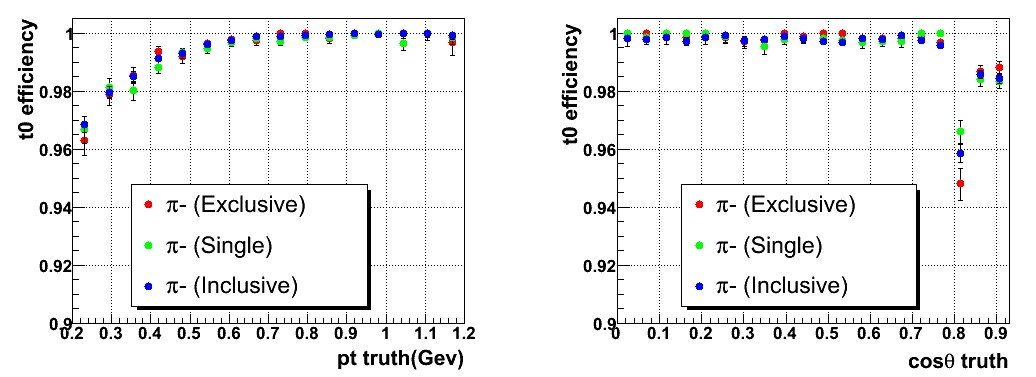 t0 efficiency
1
0.98
0.96
0.94
0.92
0.9
0.2 0.3 0.4 0.5 0.6 0.7 0.8 0.9 1 1.1 1.2
pt truth(Gev)
π- (Exclusive)
π- (Single)
π- (Inclusive)
t0 efficiency
1
0.98
0.96
0.94
0.92
0.9
0 0.1 0.2 0.3 0.4 0.5 0.6 0.7 0.8 0.9
cosθ truth
π- (Exclusive)
π- (Single)
π- (Inclusive)